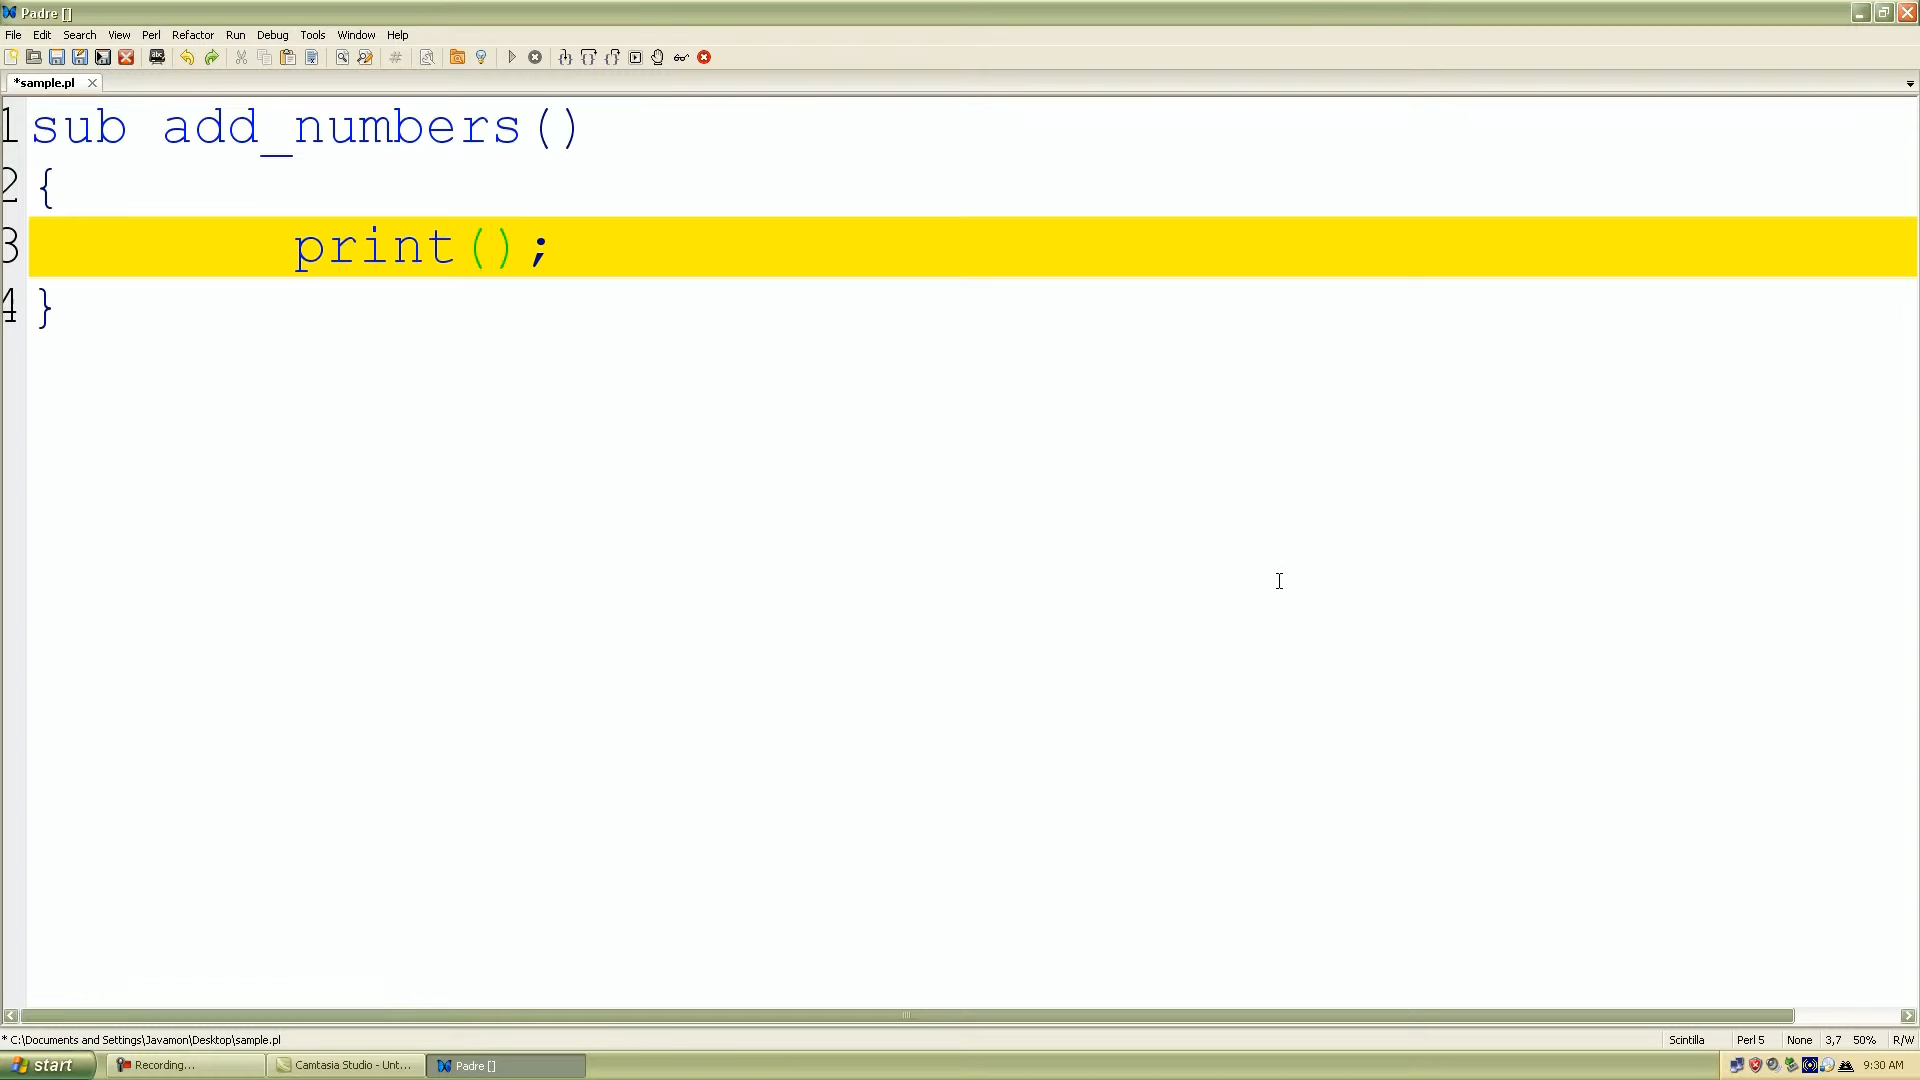 Padre []
File Edit Search View Perl Refactor Run Debug Tools Window Help
*sample.pl
1 sub add_numbers()
2 {
3 print();
4 }
* C:\Documents and Settings\Javamon\Desktop\sample.pl Scintilla Perl 5 None 3,7 50% R/W
start Recording... Camtasia Studio - Unt... Padre [] 9:30 AM